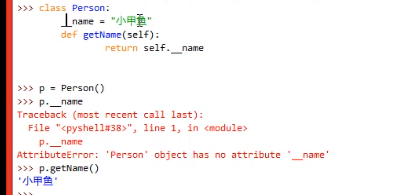 >>> class Person:
__name = "小甲鱼"
def getName(self):
return self.__name
>>> p = Person()
>>> p.__name
Traceback (most recent call last):
File "<pyshell#38>", line 1, in <module>
p.__name
AttributeError: 'Person' object has no attribute '__name'
>>> p.getName()
'小甲鱼'
>>>